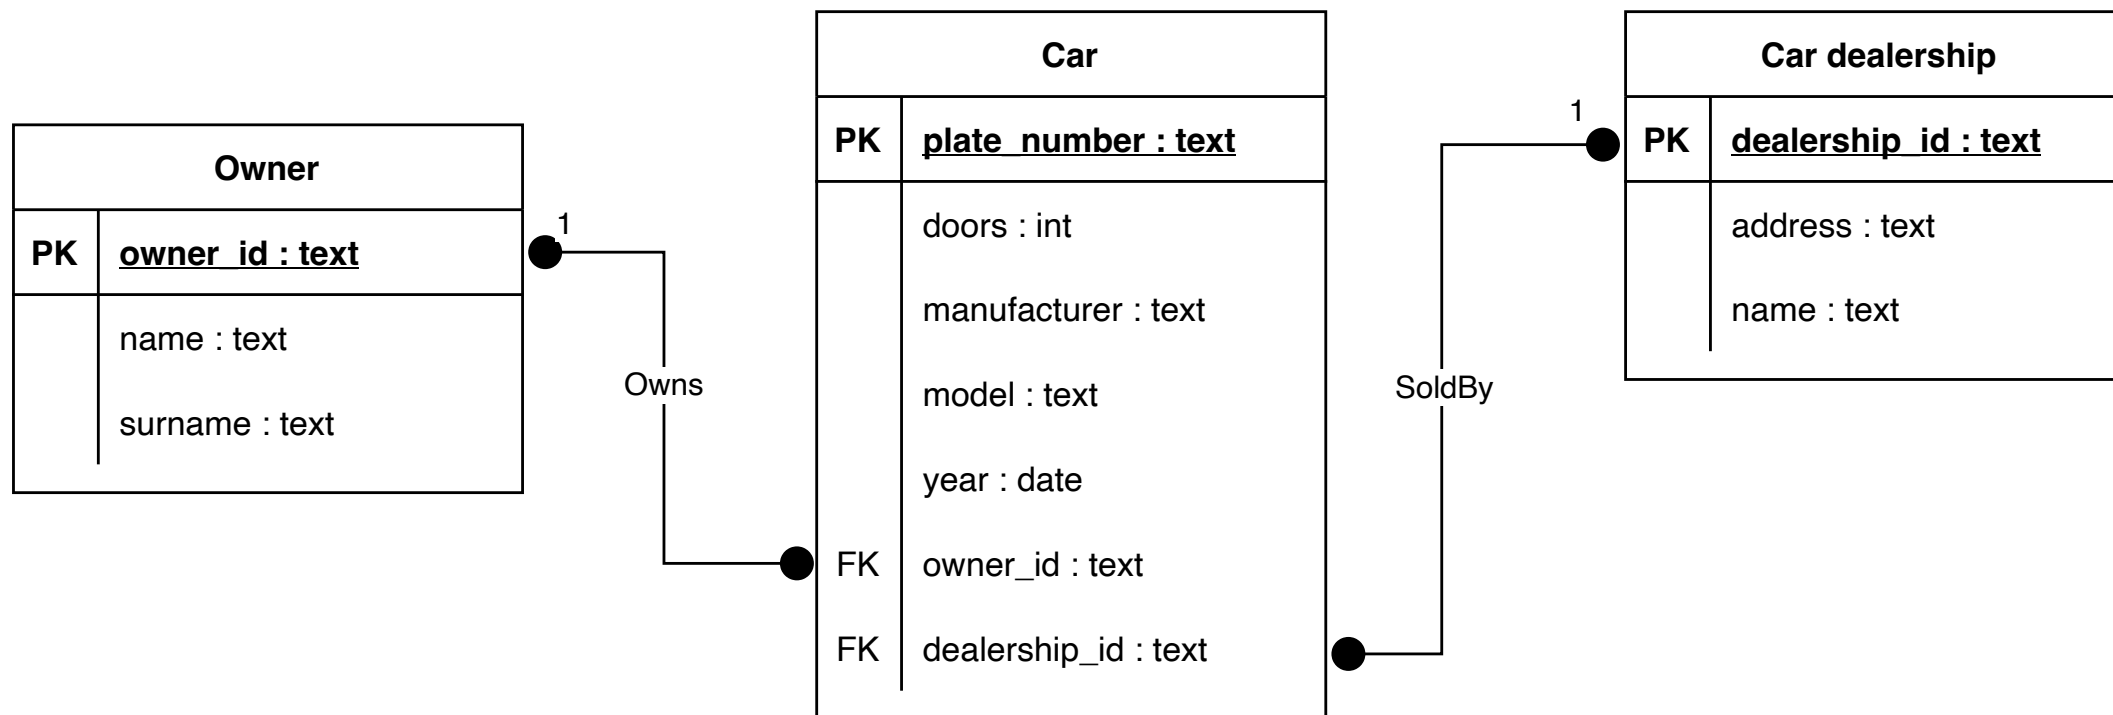 Owner
PK owner_id : text
name : text
surname : text
1
Owns
Car
PK plate_number : text
doors : int
manufacturer : text
model : text
year : date
FK owner_id : text
FK dealership_id : text
1
SoldBy
Car dealership
PK dealership_id : text
address : text
name : text